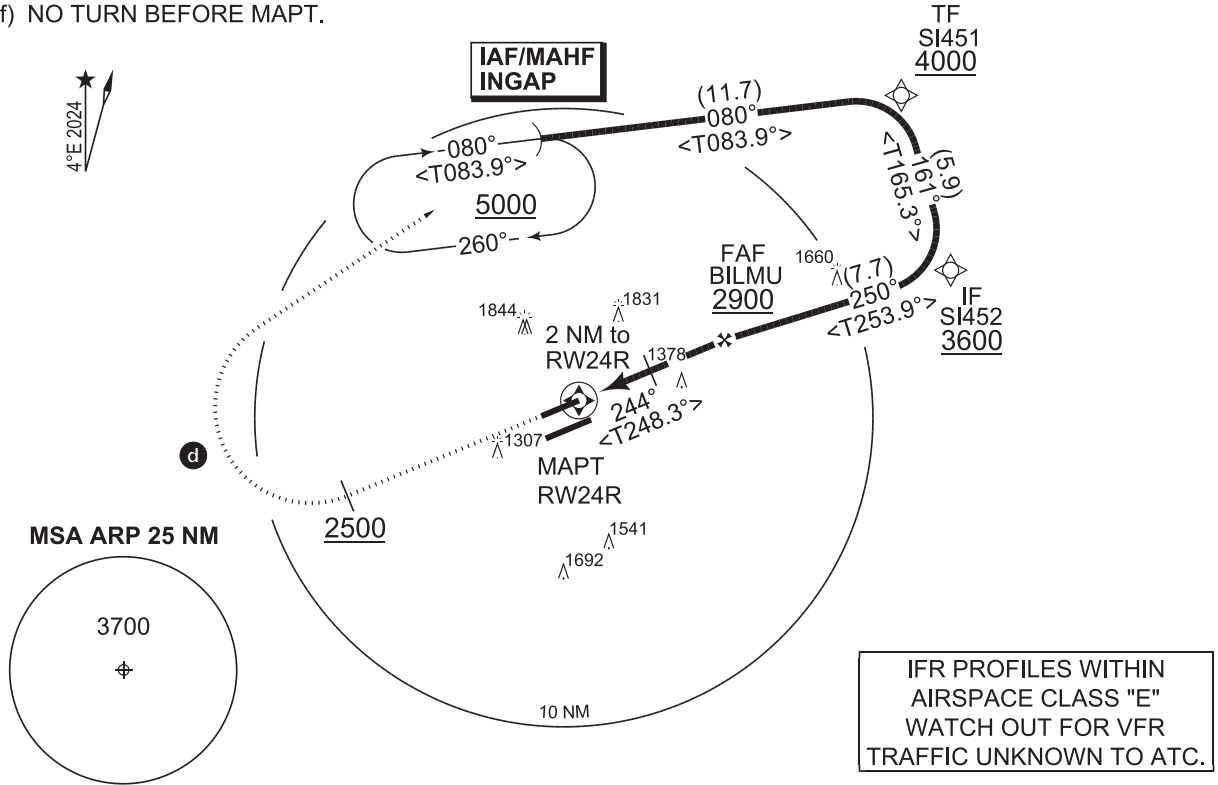 f) NO TURN BEFORE MAPT.
4°E 2024
IAF/MAHF
INGAP
TF
SI451
4000
(11.7)
080°
<T083.9°>
080°
<T083.9°>
5000
260°
(5.9)
161°
<T165.3°>
FAF
BILMU
2900
1660
(7.7)
250°
<T253.9°>
IF
SI452
3600
1844
1831
2 NM to
RW24R
1378
244°
<T248.3°>
1307
MAPT
RW24R
d
2500
1541
1692
MSA ARP 25 NM
3700
10 NM
IFR PROFILES WITHIN
AIRSPACE CLASS "E"
WATCH OUT FOR VFR
TRAFFIC UNKNOWN TO ATC.